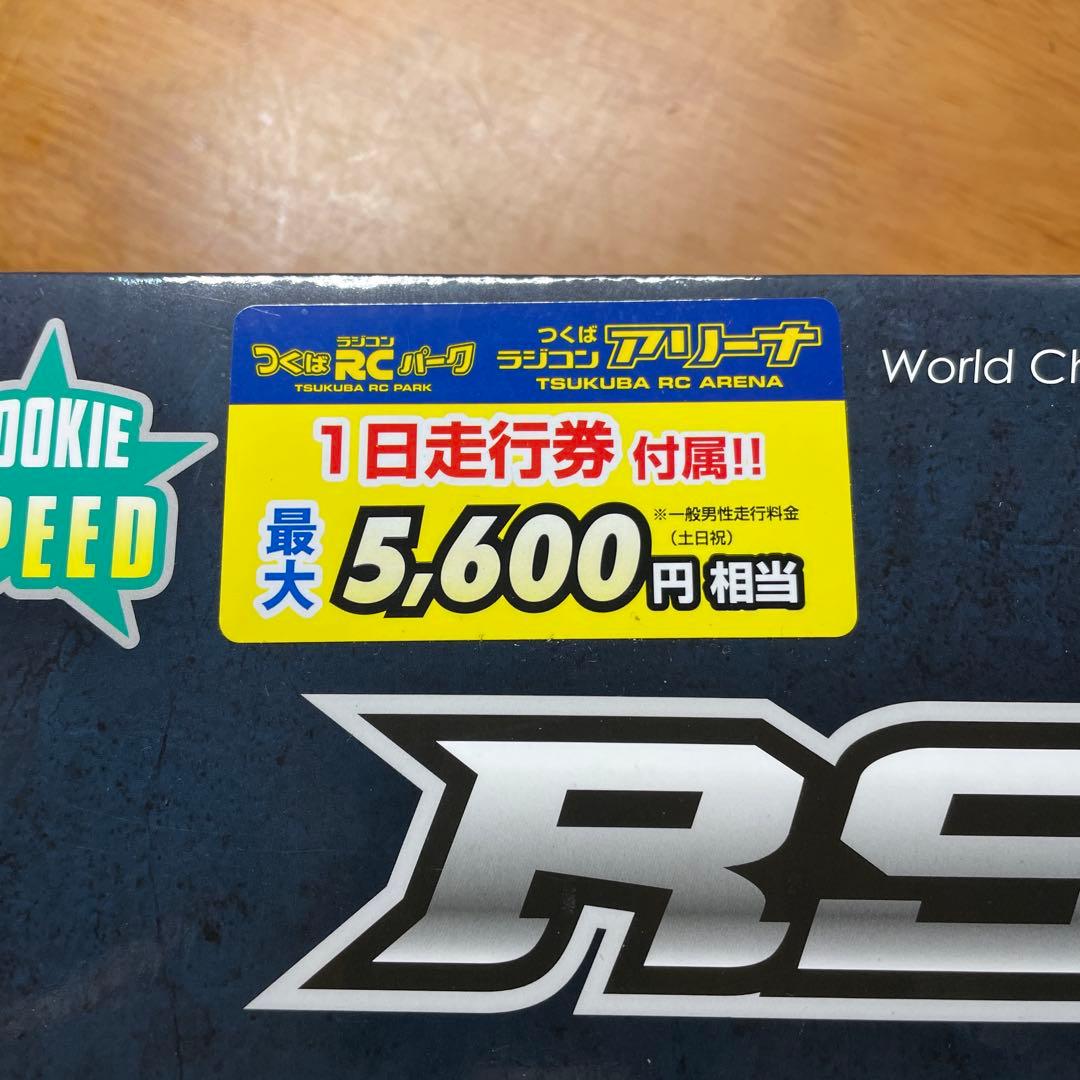 OOKIE
PEED
つくば ラジコン RC パーク
TSUKUBA RC PARK
つくば
ラジコン アリーナ
TSUKUBA RC ARENA
1日走行券 付属!!
最大 5,600円 相当
※一般男性走行料金
(土日祝)
World Ch
RS